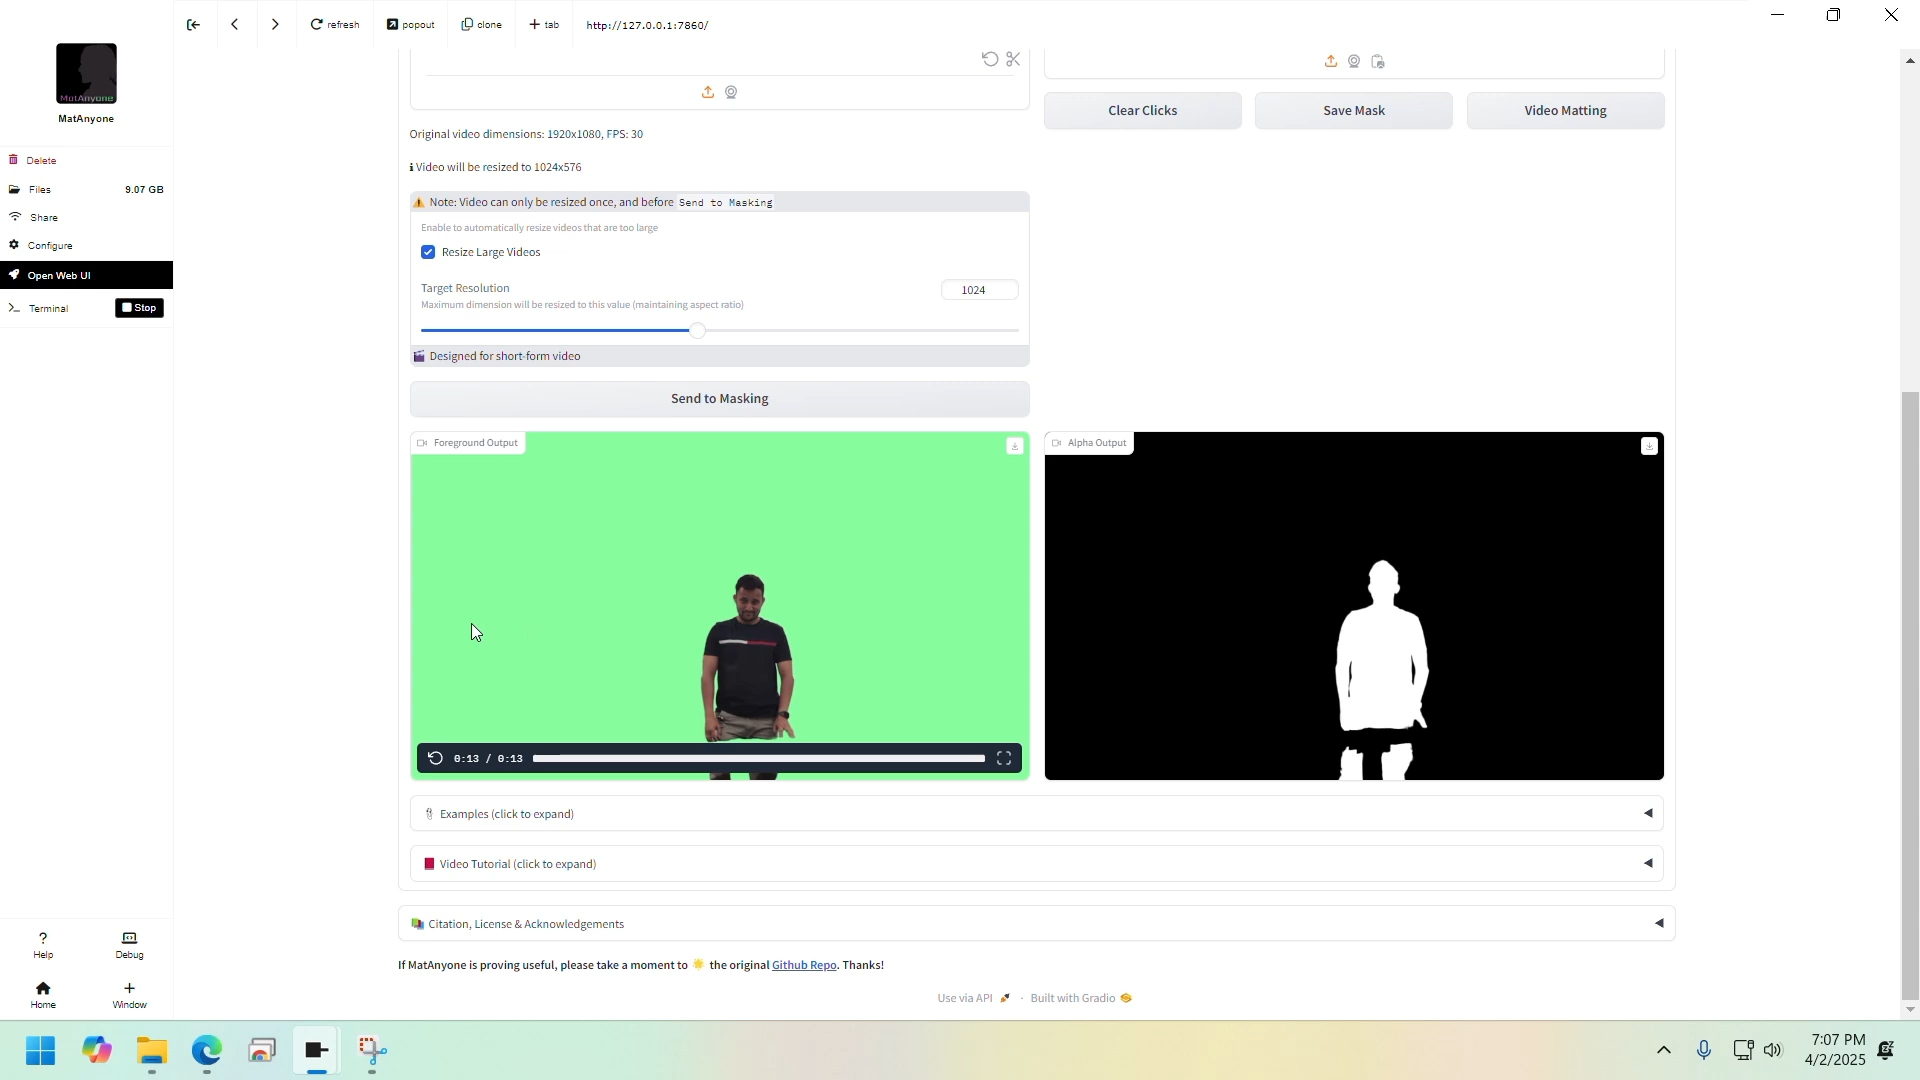 refresh
popout
clone
tab
http://127.0.0.1:7860/
MatAnyone
MatAnyone
Delete
Files 9.07 GB
Share
Configure
Open Web UI
Terminal Stop
Clear Clicks
Save Mask
Video Matting
Original video dimensions: 1920x1080, FPS: 30
Video will be resized to 1024x576
Note: Video can only be resized once, and before Send to Masking
Enable to automatically resize videos that are too large
Resize Large Videos
Target Resolution
1024
Maximum dimension will be resized to this value (maintaining aspect ratio)
Designed for short-form video
Send to Masking
Foreground Output
Alpha Output
0:13 / 0:13
Examples (click to expand)
Video Tutorial (click to expand)
Citation, License & Acknowledgements
If MatAnyone is proving useful, please take a moment to 🌟 the original Github Repo. Thanks!
Use via API · Built with Gradio
Help
Debug
Home
Window
7:07 PM
4/2/2025